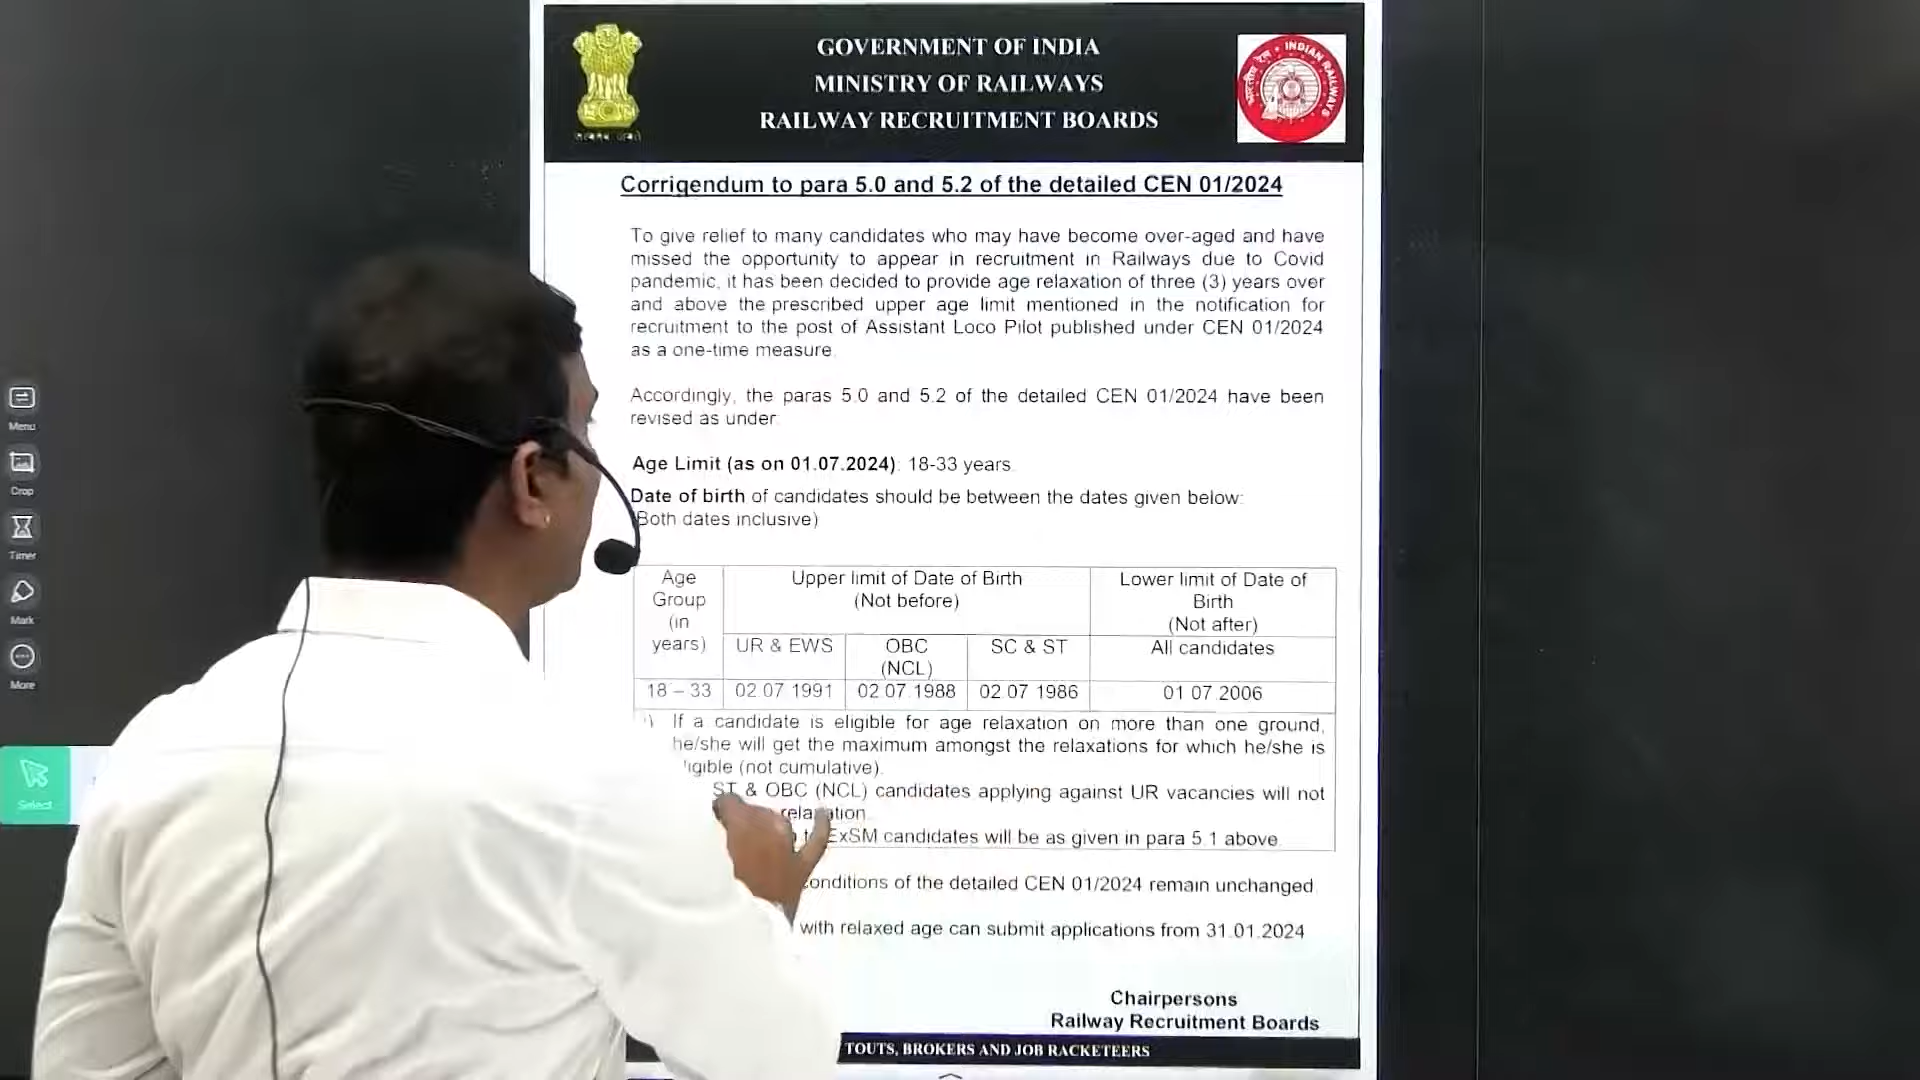 GOVERNMENT OF INDIA
MINISTRY OF RAILWAYS
RAILWAY RECRUITMENT BOARDS
INDIAN RAILWAYS
Corrigendum to para 5.0 and 5.2 of the detailed CEN 01/2024
To give relief to many candidates who may have become over-aged and have
missed the opportunity to appear in recruitment in Railways due to Covid
pandemic, it has been decided to provide age relaxation of three (3) years over
and above the prescribed upper age limit mentioned in the notification for
recruitment to the post of Assistant Loco Pilot published under CEN 01/2024
as a one-time measure.
Accordingly, the paras 5.0 and 5.2 of the detailed CEN 01/2024 have been
revised as under:
Age Limit (as on 01.07.2024): 18-33 years.
Date of birth of candidates should be between the dates given below:
(Both dates inclusive)
Age Group (in years)
Upper limit of Date of Birth
(Not before)
Lower limit of Date of
Birth
(Not after)
UR & EWS
OBC
(NCL)
SC & ST
All candidates
18 – 33
02.07.1991
02.07.1988
02.07.1986
01.07.2006
If a candidate is eligible for age relaxation on more than one ground,
he/she will get the maximum amongst the relaxations for which he/she is
(not cumulative).
ST & OBC (NCL) candidates applying against UR vacancies will not
relaxation.
to ExSM candidates will be as given in para 5.1 above.
conditions of the detailed CEN 01/2024 remain unchanged.
with relaxed age can submit applications from 31.01.2024
Chairpersons
Railway Recruitment Boards
TOUTS, BROKERS AND JOB RACKETEERS
Menu
Crop
Timer
Mark
More
Select